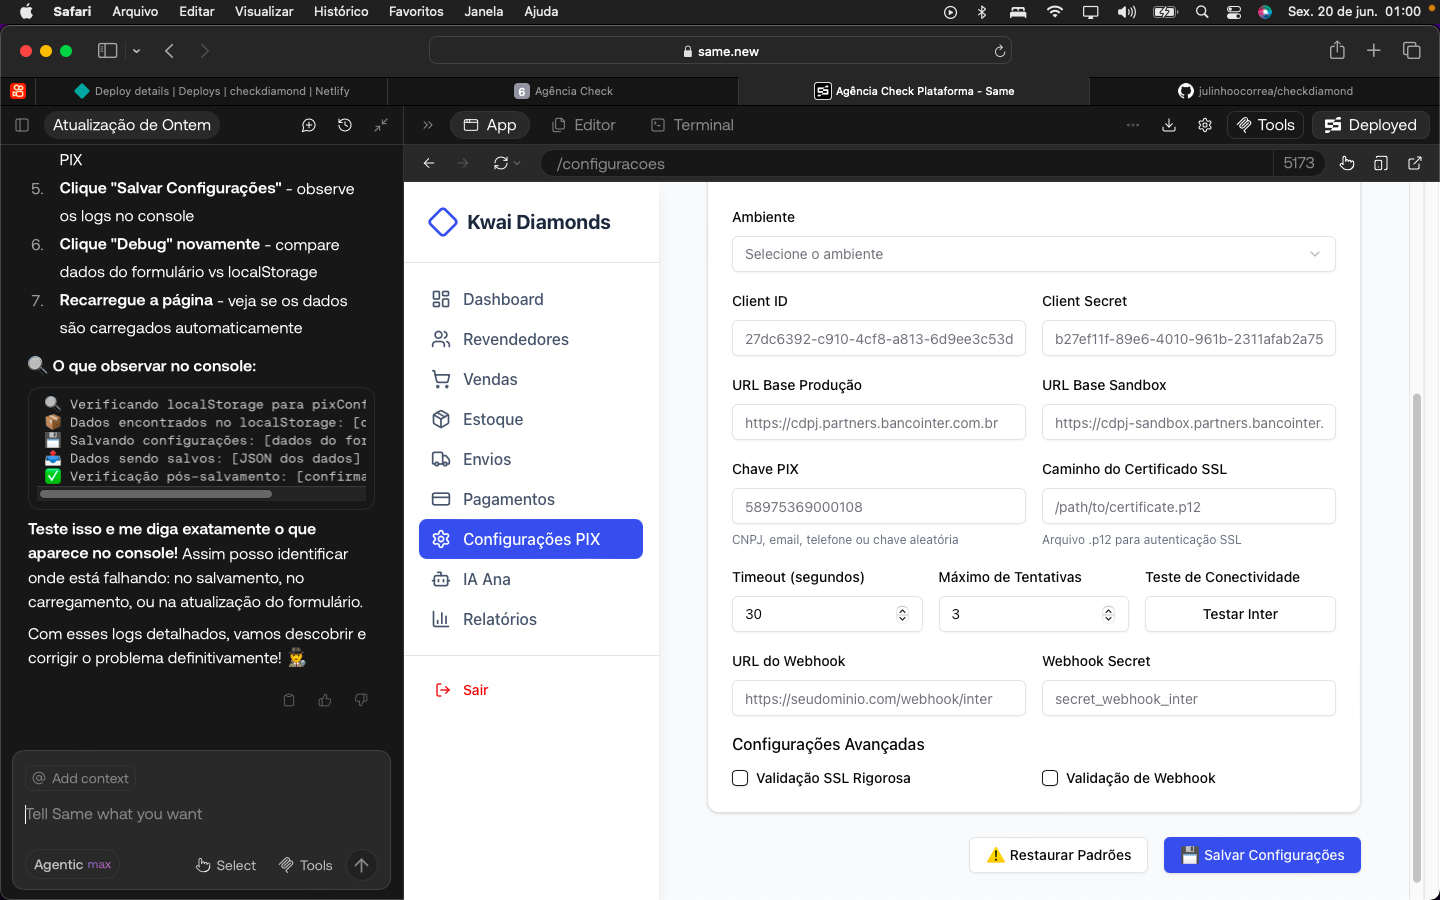 Safari Arquivo Editar Visualizar Histórico Favoritos Janela Ajuda Sex. 20 de jun. 01:00
same.new
Deploy details | Deploys | checkdiamond | Netlify
6 Agência Check
Agência Check Plataforma - Same
julinhoocorrea/checkdiamond
Atualização de Ontem
App Editor Terminal
Tools Deployed
/configuracoes 5173
PIX
5. Clique "Salvar Configurações" - observe
os logs no console
6. Clique "Debug" novamente - compare
dados do formulário vs localStorage
7. Recarregue a página - veja se os dados
são carregados automaticamente
🔍 O que observar no console:
🔍 Verificando localStorage para pixConf
📦 Dados encontrados no localStorage: [c
💾 Salvando configurações: [dados do for
📤 Dados sendo salvos: [JSON dos dados]
✅ Verificação pós-salvamento: [confirma
Teste isso e me diga exatamente o que
aparece no console! Assim posso identificar
onde está falhando: no salvamento, no
carregamento, ou na atualização do formulário.
Com esses logs detalhados, vamos descobrir e
corrigir o problema definitivamente! 🕵️
@ Add context
Tell Same what you want
Agentic max
Select
Tools
Kwai Diamonds
Dashboard
Revendedores
Vendas
Estoque
Envios
Pagamentos
Configurações PIX
IA Ana
Relatórios
Sair
Ambiente
Selecione o ambiente
Client ID
27dc6392-c910-4cf8-a813-6d9ee3c53d
Client Secret
b27ef11f-89e6-4010-961b-2311afab2a75
URL Base Produção
https://cdpj.partners.bancointer.com.br
URL Base Sandbox
https://cdpj-sandbox.partners.bancointer.
Chave PIX
58975369000108
CNPJ, email, telefone ou chave aleatória
Caminho do Certificado SSL
/path/to/certificate.p12
Arquivo .p12 para autenticação SSL
Timeout (segundos)
30
Máximo de Tentativas
3
Teste de Conectividade
Testar Inter
URL do Webhook
https://seudominio.com/webhook/inter
Webhook Secret
secret_webhook_inter
Configurações Avançadas
Validação SSL Rigorosa
Validação de Webhook
⚠️ Restaurar Padrões
💾 Salvar Configurações